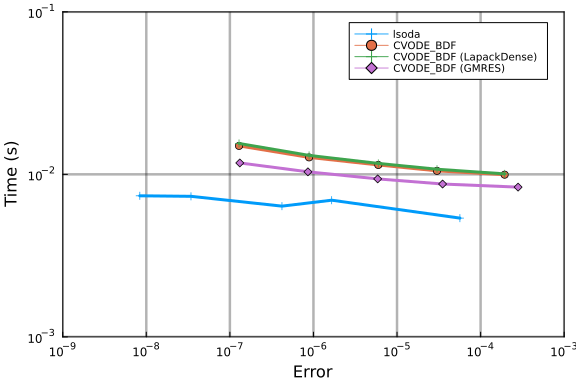 10^-1
lsoda
CVODE_BDF
CVODE_BDF (LapackDense)
CVODE_BDF (GMRES)
Time (s)
10^-2
10^-3
10^-9 10^-8 10^-7 10^-6 10^-5 10^-4 10^-3
Error